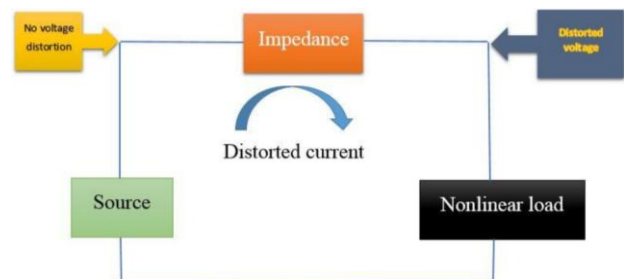 No voltage
distortion
Impedance
Distorted
voltage
Distorted current
Source
Nonlinear load